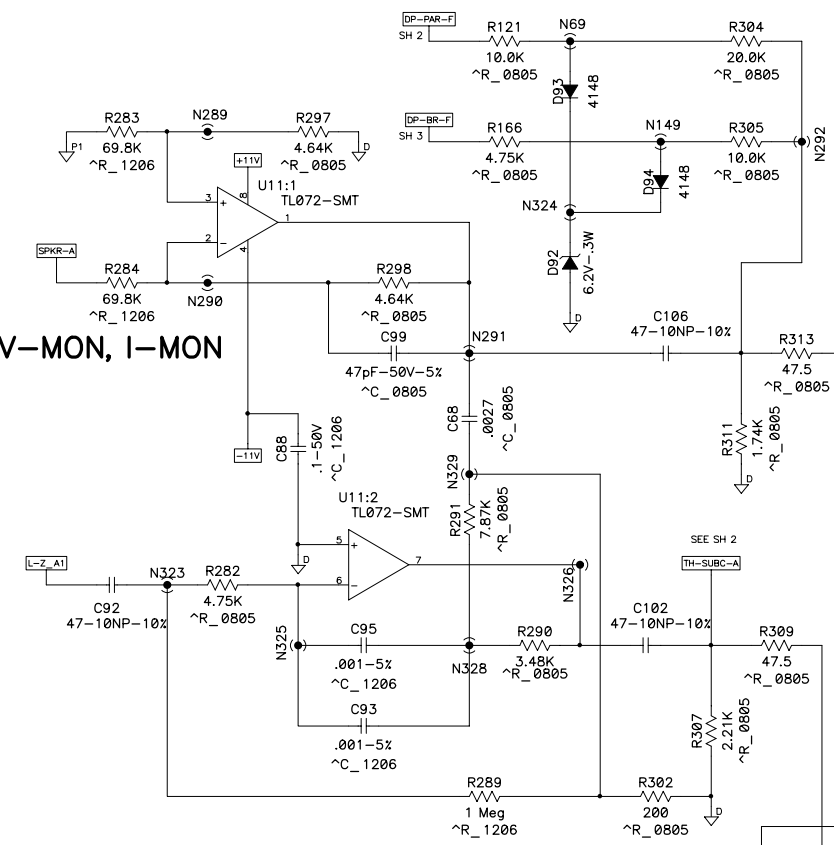 DP-PAR-F
SH 2
R121
10.0K
^R_0805
N69
R304
20.0K
^R_0805
D93
4148
R283
69.8K
^R_1206
N289
R297
4.64K
^R_0805
P1
D
DP-BR-F
SH 3
R166
4.75K
^R_0805
N149
R305
10.0K
^R_0805
N292
D94
4148
+11V
U11:1
TL072-SMT
3
+
8
1
2
-
4
N324
D92
6.2V-.3W
D
SPKR-A
R284
69.8K
^R_1206
N290
R298
4.64K
^R_0805
C99
47pF-50V-5%
^C_0805
N291
C106
47-10NP-10%
R313
47.5
^R_0805
V-MON, I-MON
C68
.0027
^C_0805
R311
1.74K
^R_0805
D
C88
.1-50V
^C_1206
-11V
N329
R291
7.87K
^R_0805
U11:2
TL072-SMT
5
+
7
6
-
D
SEE SH 2
TH-SUBC-A
L-Z_A1
C92
47-10NP-10%
N323
R282
4.75K
^R_0805
N326
C102
47-10NP-10%
R309
47.5
^R_0805
N325
C95
.001-5%
^C_1206
N328
R290
3.48K
^R_0805
C93
.001-5%
^C_1206
R307
2.21K
^R_0805
R289
1 Meg
^R_1206
R302
200
^R_0805
D